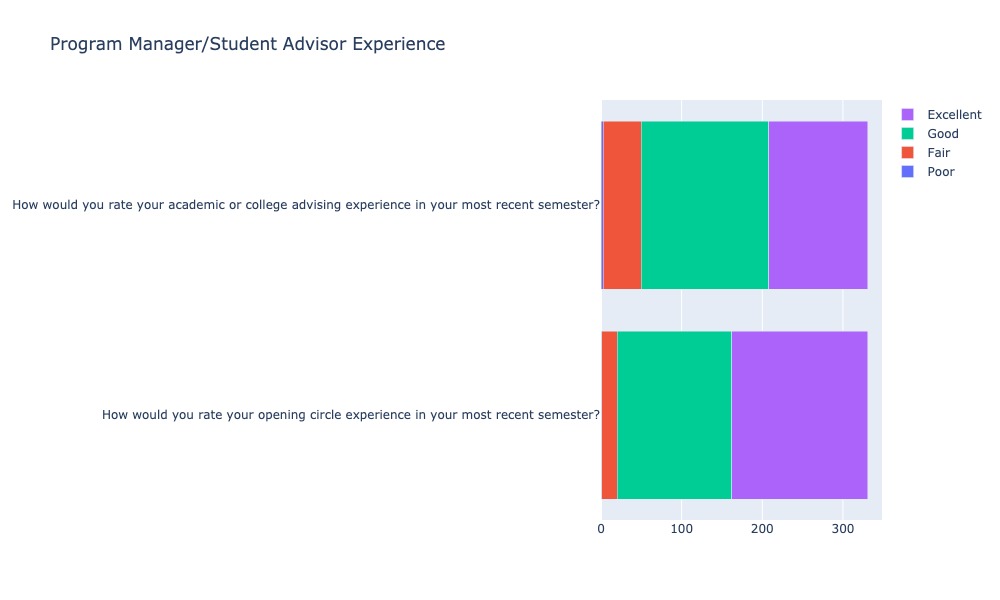 Program Manager/Student Advisor Experience
Excellent
Good
Fair
Poor
How would you rate your academic or college advising experience in your most recent semester?
How would you rate your opening circle experience in your most recent semester?
0 100 200 300